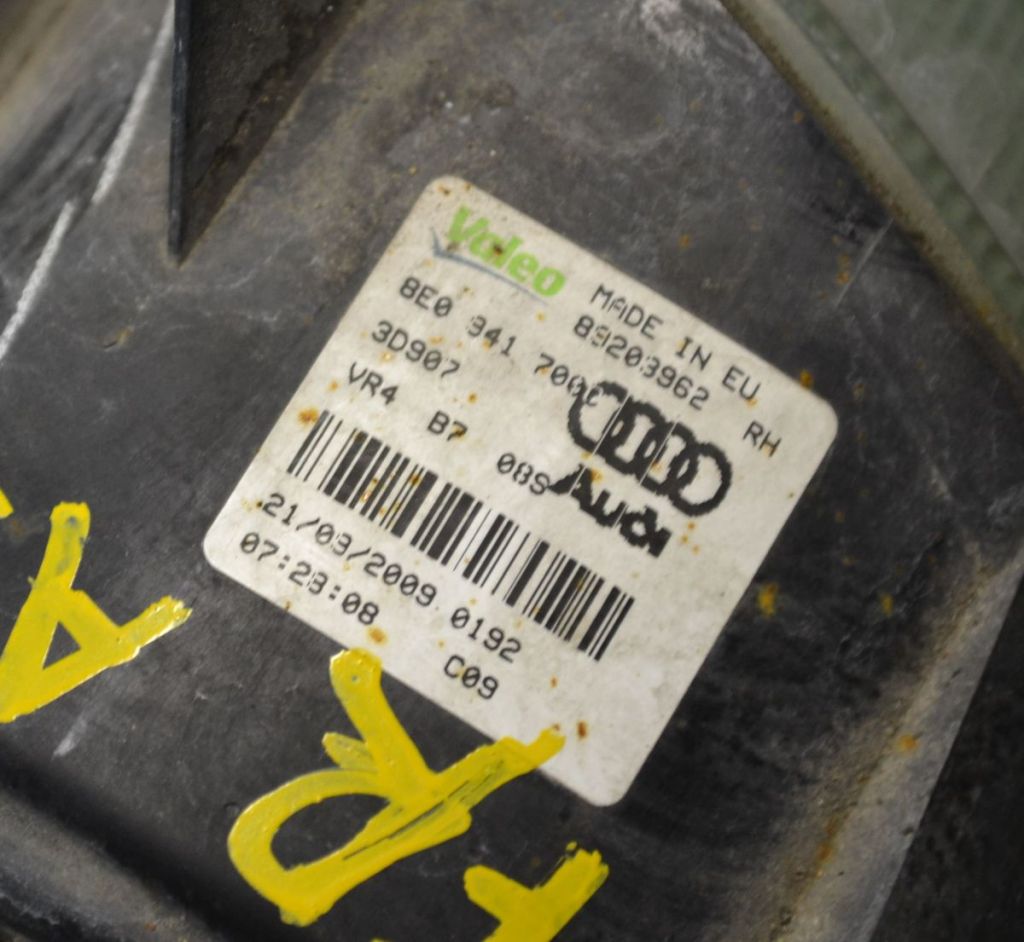 Valeo MADE IN EU
89203962 RH
8E0 941 700
3D907
VR4 B7 08S
Audi
21/03/2009 0192
07:23:08 C09
A
R